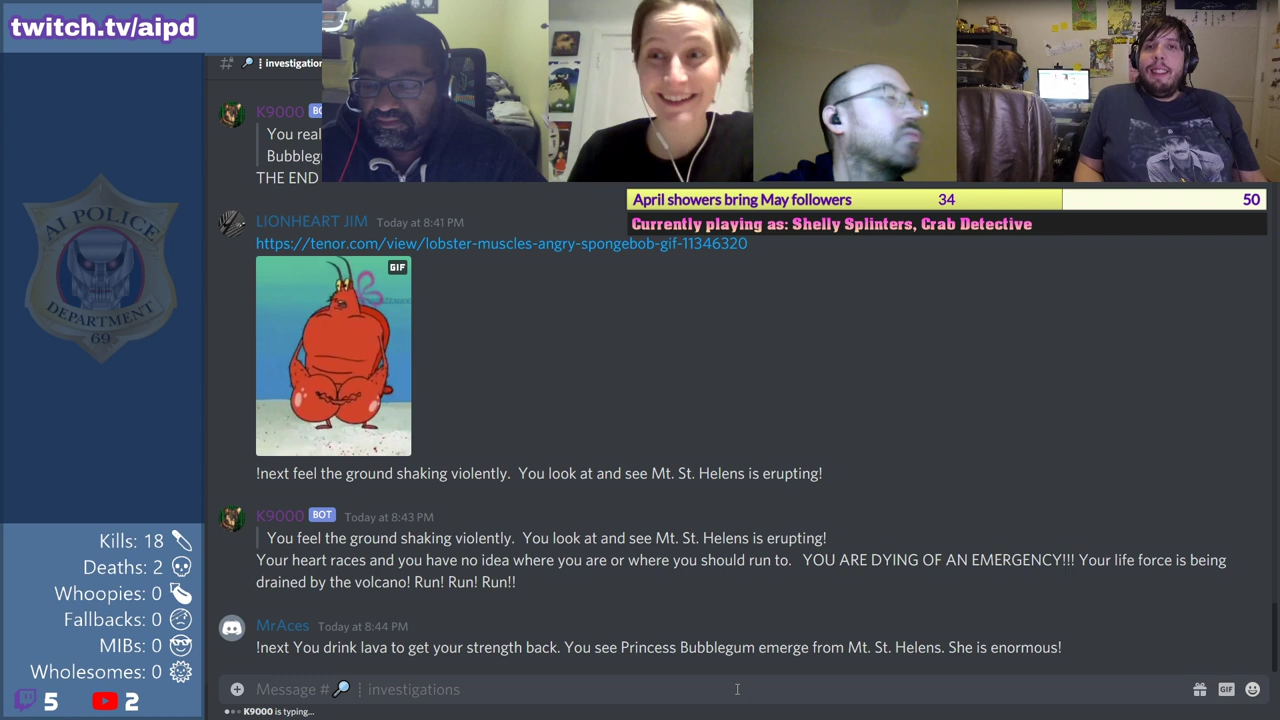 twitch.tv/aipd
investigation
K9000 BO
You real
Bubblegu
THE END
LIONHEART JIM Today at 8:41 PM
https://tenor.com/view/lobster-muscles-angry-spongebob-gif-11346320
GIF
April showers bring May followers 34 50
Currently playing as: Shelly Splinters, Crab Detective
AI POLICE
DEPARTMENT
69
!next feel the ground shaking violently. You look at and see Mt. St. Helens is erupting!
K9000 BOT Today at 8:43 PM
You feel the ground shaking violently. You look at and see Mt. St. Helens is erupting!
Your heart races and you have no idea where you are or where you should run to. YOU ARE DYING OF AN EMERGENCY!!! Your life force is being
drained by the volcano! Run! Run! Run!!
MrAces Today at 8:44 PM
!next You drink lava to get your strength back. You see Princess Bubblegum emerge from Mt. St. Helens. She is enormous!
Message # investigations
GIF
K9000 is typing...
Kills: 18
Deaths: 2
Whoopies: 0
Fallbacks: 0
MIBs: 0
Wholesomes: 0
5 2